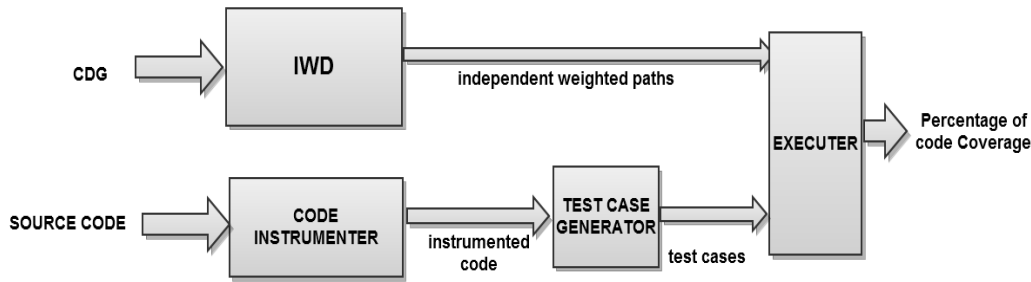 CDG
IWD
independent weighted paths
EXECUTER
Percentage of
code Coverage
SOURCE CODE
CODE
INSTRUMENTER
instrumented
code
TEST CASE
GENERATOR
test cases